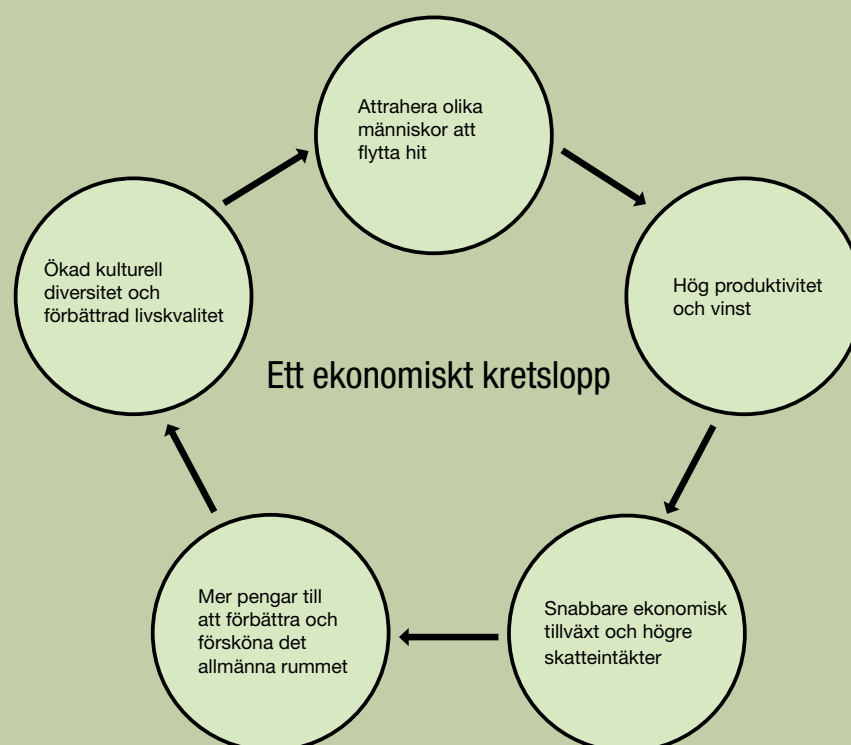 Attrahera olika
människor att
flytta hit
Hög produktivitet
och vinst
Snabbare ekonomisk
tillväxt och högre
skatteintäkter
Mer pengar till
att förbättra och
försköna det
allmänna rummet
Ökad kulturell
diversitet och
förbättrad livskvalitet
Ett ekonomiskt kretslopp